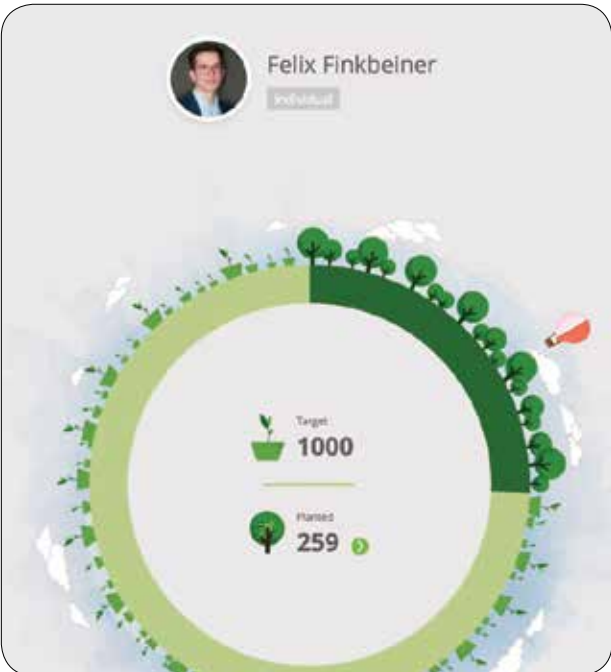 Felix Finkbeiner
Individual
Target
1000
Planted
259